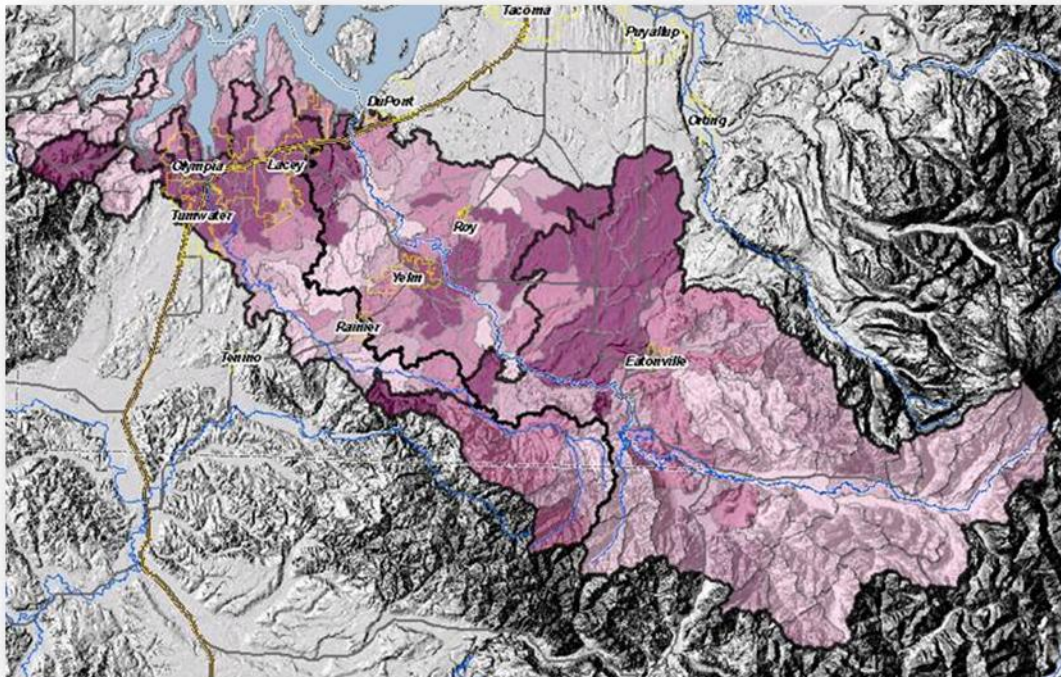 Tacoma
Puyallup
DuPont
Orting
Olympia
Lacey
Tumwater
Roy
Yelm
Rainier
Tenino
Eatonville